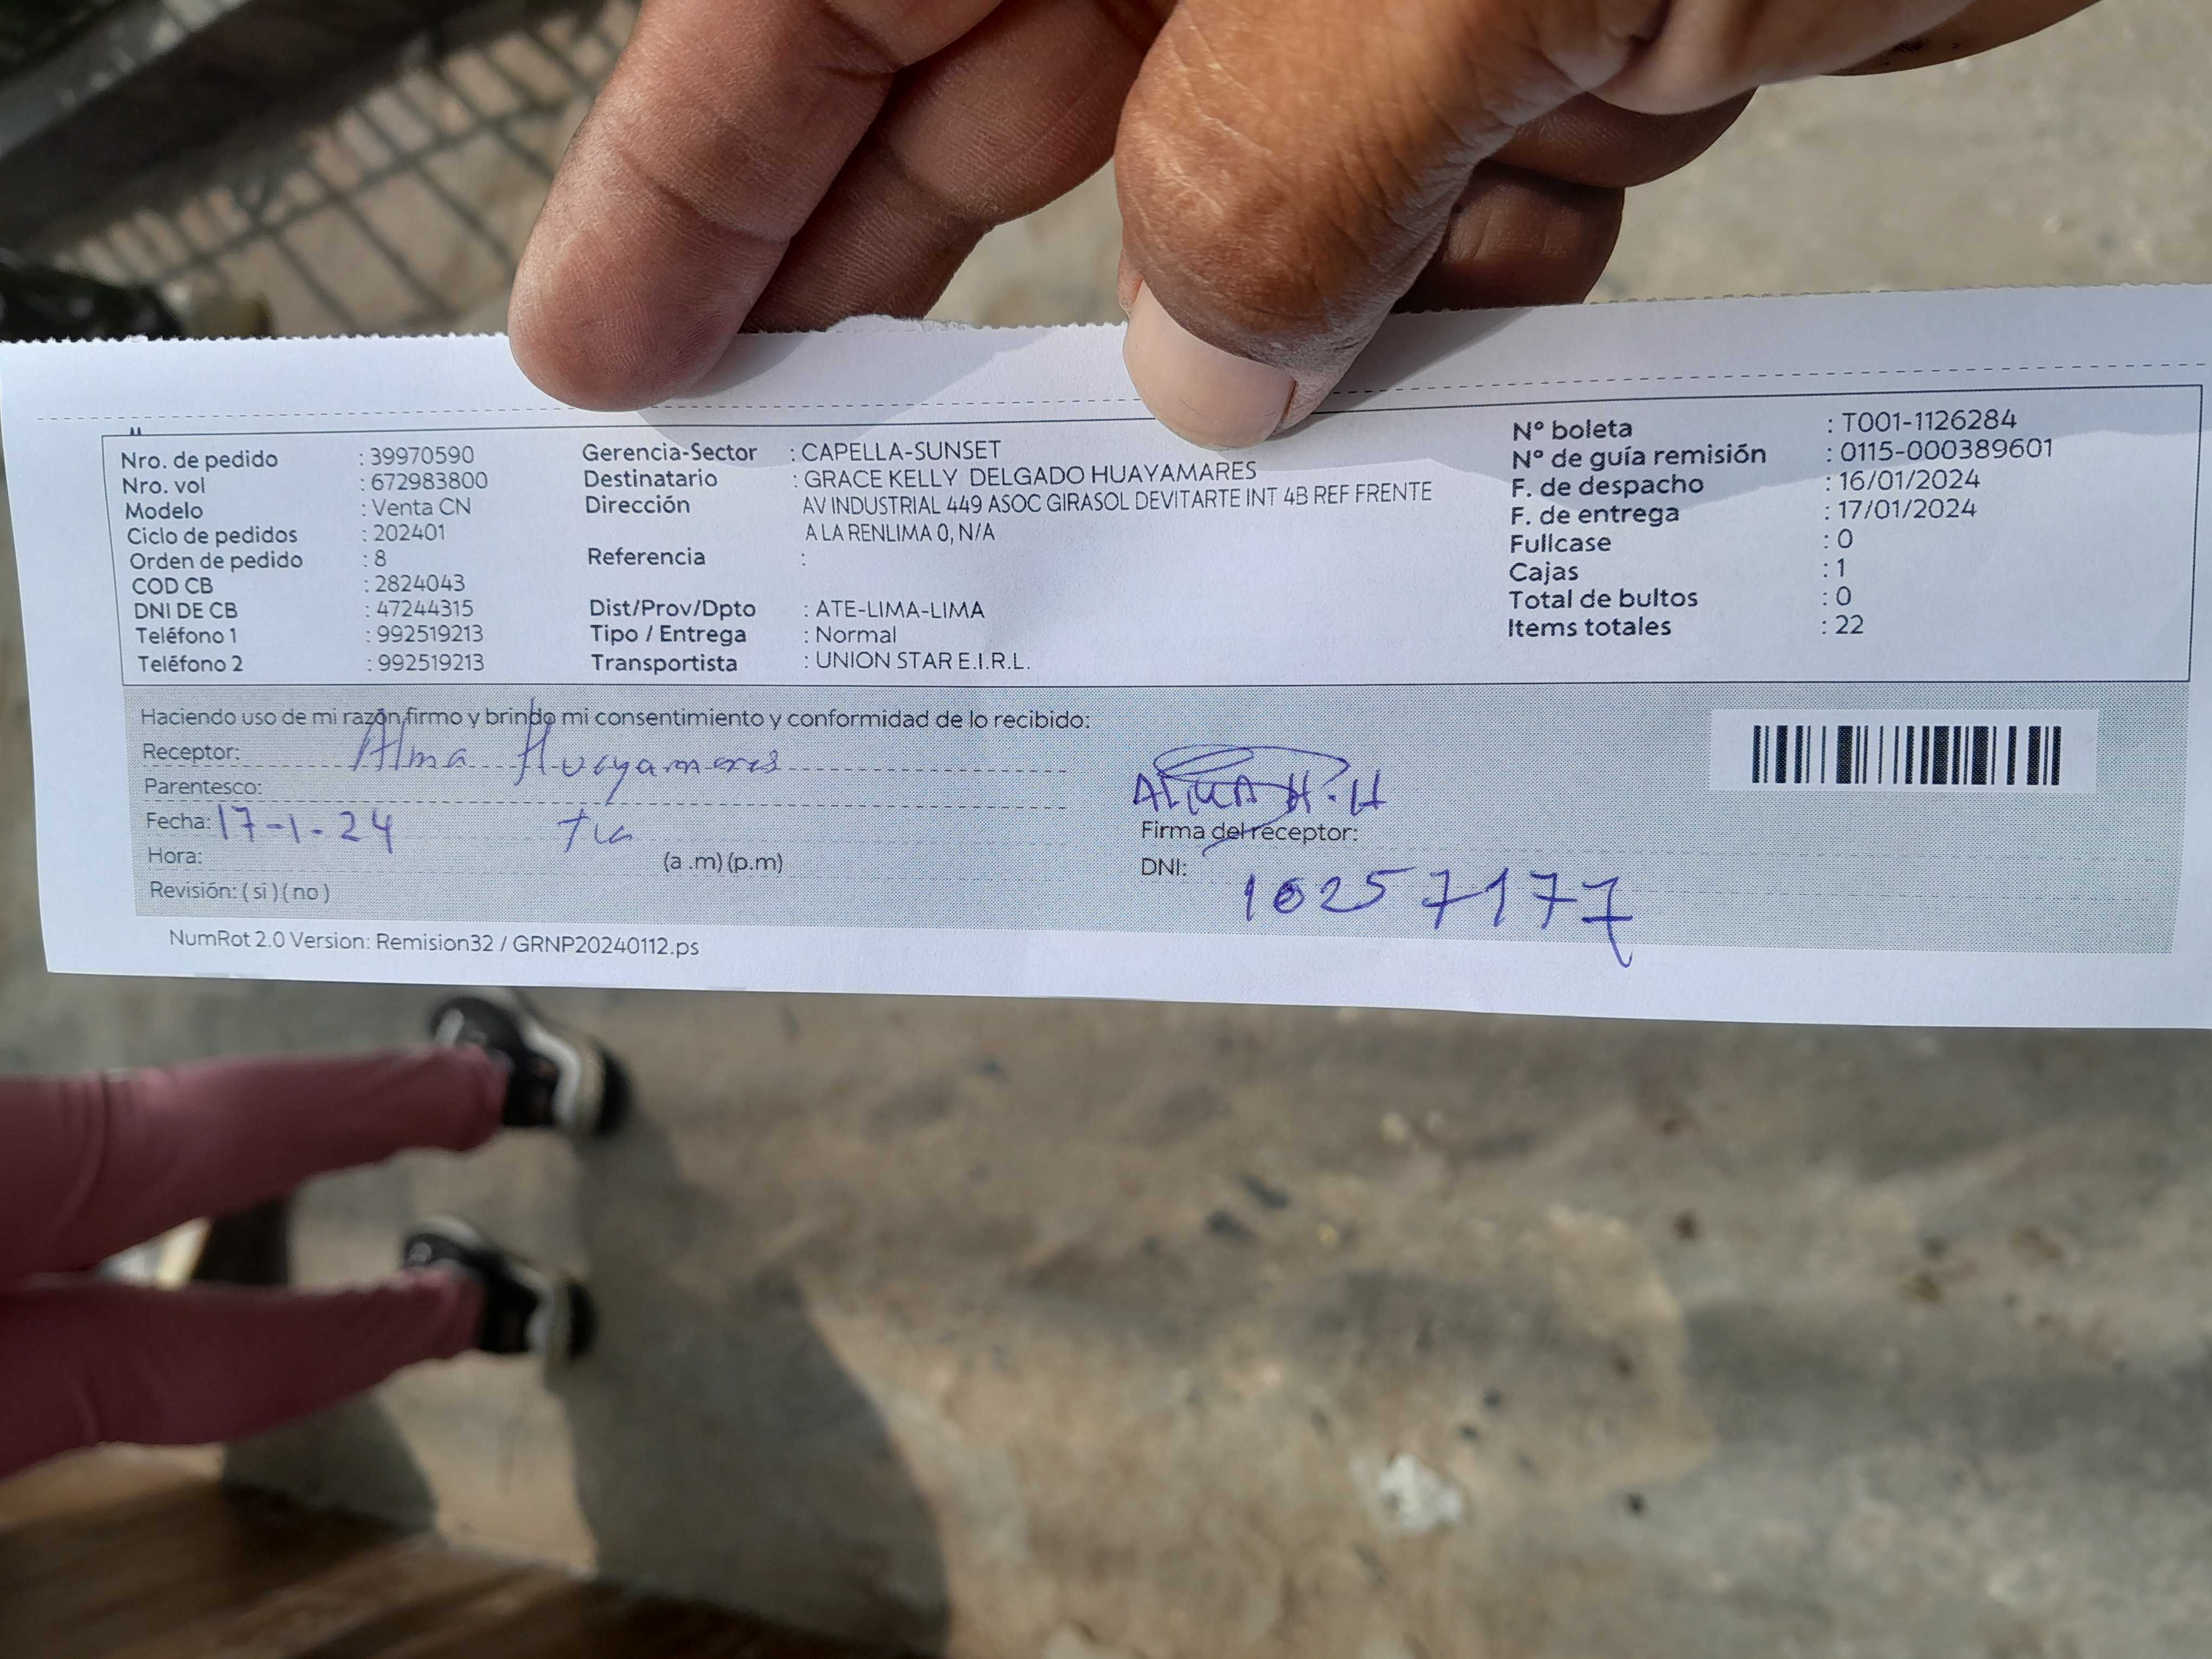 Nro. de pedido : 39970590
Nro. vol : 672983800
Modelo : Venta CN
Ciclo de pedidos : 202401
Orden de pedido : 8
COD CB : 2824043
DNI DE CB : 47244315
Teléfono 1 : 992519213
Teléfono 2 : 992519213
Gerencia-Sector : CAPELLA-SUNSET
Destinatario : GRACE KELLY DELGADO HUAYAMARES
Dirección AV INDUSTRIAL 449 ASOC GIRASOL DEVITARTE INT 4B REF FRENTE
A LA RENLIMA 0, N/A
Referencia :
Dist/Prov/Dpto : ATE-LIMA-LIMA
Tipo / Entrega : Normal
Transportista : UNION STAR E.I.R.L.
Nº boleta : T001-1126284
Nº de guía remisión : 0115-000389601
F. de despacho : 16/01/2024
F. de entrega : 17/01/2024
Fullcase : 0
Cajas : 1
Total de bultos : 0
Items totales : 22
Haciendo uso de mi razón firmo y brindo mi consentimiento y conformidad de lo recibido:
Receptor: Alma Huayamares
Parentesco:
Fecha: 17-1-24 tia
Hora: (a .m) (p.m)
Revisión: ( si ) ( no )
ALMA H.H
Firma del receptor:
DNI: 10257177
NumRot 2.0 Version: Remision32 / GRNP20240112.ps